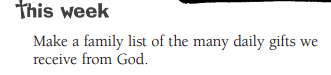 this week
Make a family list of the many daily gifts we
receive from God.